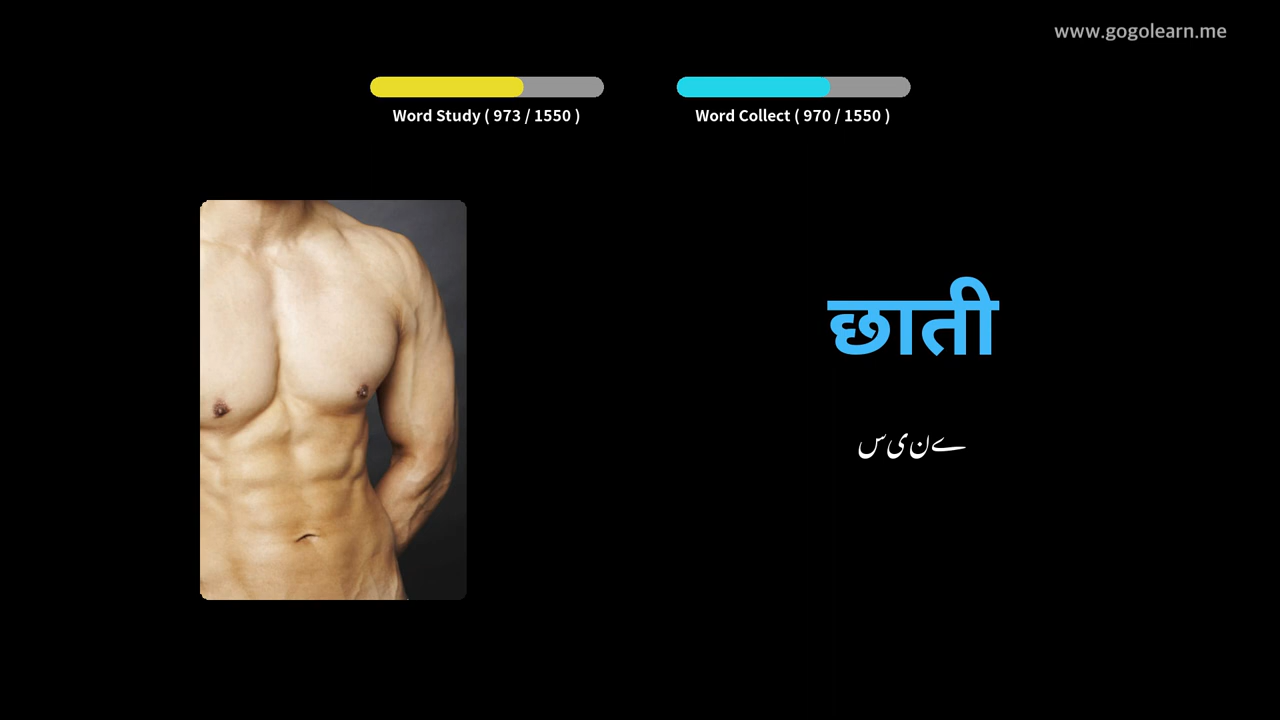 www.gogolearn.me
Word Study ( 973 / 1550 )
Word Collect ( 970 / 1550 )
छाती
ے‌ن‌ی‌س